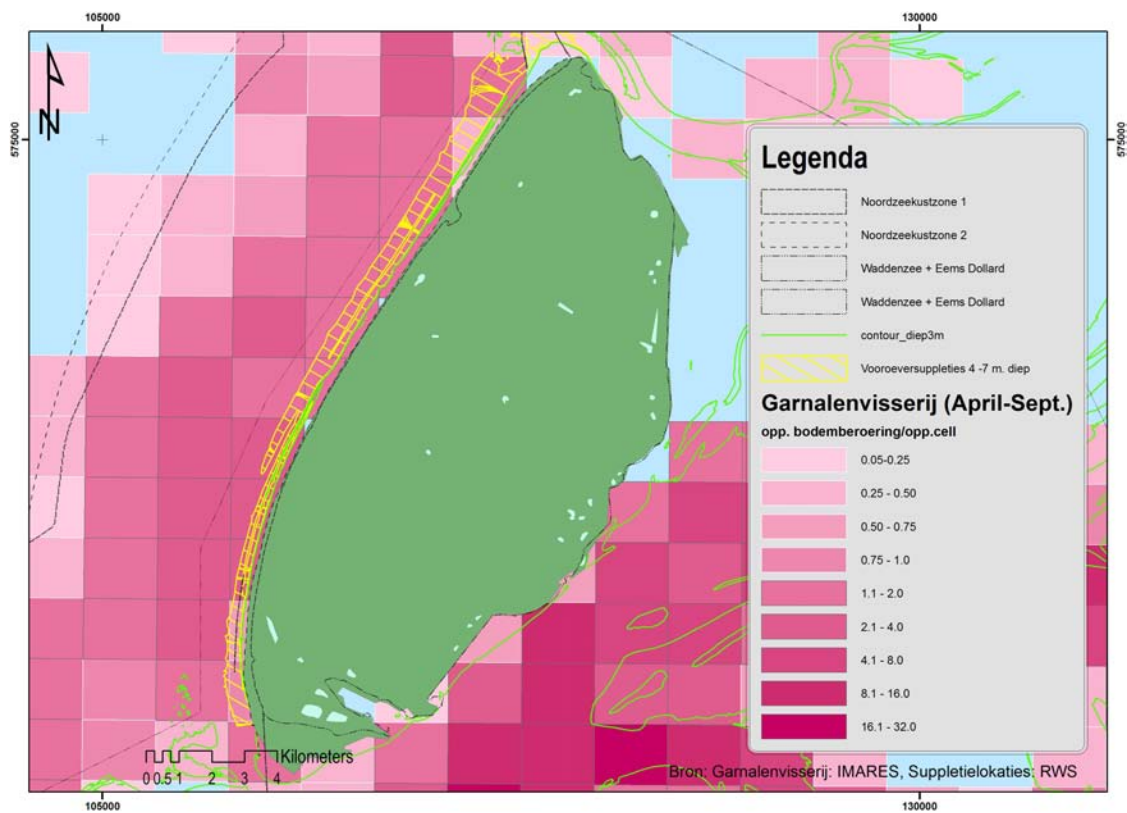 105000
130000
575000
575000
N
Legenda
Noordzeekustzone 1
Noordzeekustzone 2
Waddenzee + Eems Dollard
Waddenzee + Eems Dollard
contour_diep3m
Vooroeversuppleties 4 -7 m. diep
Garnalenvisserij (April-Sept.)
opp. bodemberoering/opp.cell
0.05-0.25
0.25 - 0.50
0.50 - 0.75
0.75 - 1.0
1.1 - 2.0
2.1 - 4.0
4.1 - 8.0
8.1 - 16.0
16.1 - 32.0
Kilometers
0 0.5 1 2 3 4
Bron: Garnalenvisserij: IMARES, Suppletielokaties: RWS
105000
130000